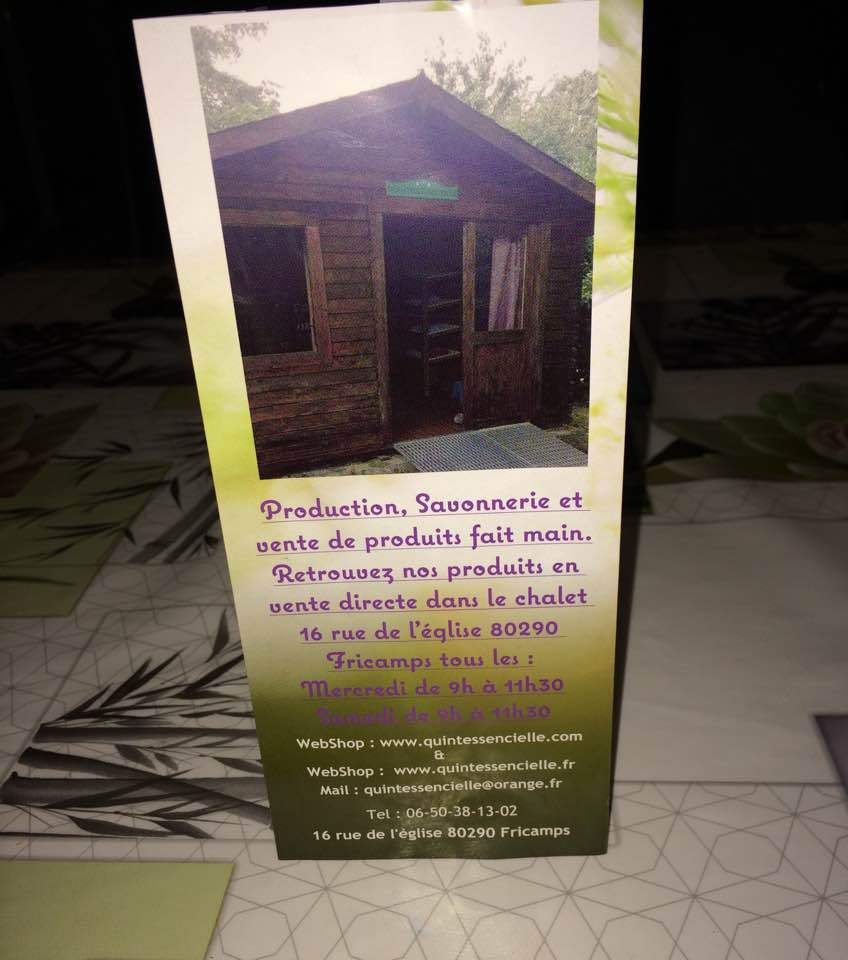 Production, Savonnerie et
vente de produits fait main.
Retrouvez nos produits en
vente directe dans le chalet
16 rue de l'église 80290
Fricamps tous les :
Mercredi de 9h à 11h30
Samedi de 9h à 11h30
WebShop : www.quintessencielle.com
&
WebShop : www.quintessencielle.fr
Mail : quintessencielle@orange.fr
Tel : 06-50-38-13-02
16 rue de l'église 80290 Fricamps